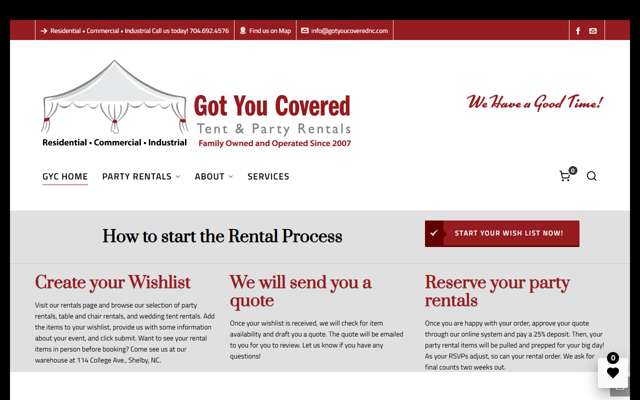 Residential • Commercial • Industrial Call us today! 704.692.4576 Find us on Map info@gotyoucoverednc.com
Got You Covered
Tent & Party Rentals
Residential • Commercial • Industrial Family Owned and Operated Since 2007
We Have a Good Time!
GYC HOME PARTY RENTALS ABOUT SERVICES
0
How to start the Rental Process
START YOUR WISH LIST NOW!
Create your Wishlist
Visit our rentals page and browse our selection of party
rentals, table and chair rentals, and wedding tent rentals. Add
the items to your wishlist, provide us with some information
about your event, and click submit. Want to see your rental
items in person before booking? Come see us at our
warehouse at 114 College Ave., Shelby, NC.
We will send you a
quote
Once your wishlist is received, we will check for item
availability and draft you a quote. The quote will be emailed
to you for you to review. Let us know if you have any
questions!
Reserve your party
rentals
Once you are happy with your order, approve your quote
through our online system and pay a 25% deposit. Then, your
party rental items will be pulled and prepped for your big day!
As your RSVPs adjust, so can your rental order. We ask for
final counts two weeks out.
0